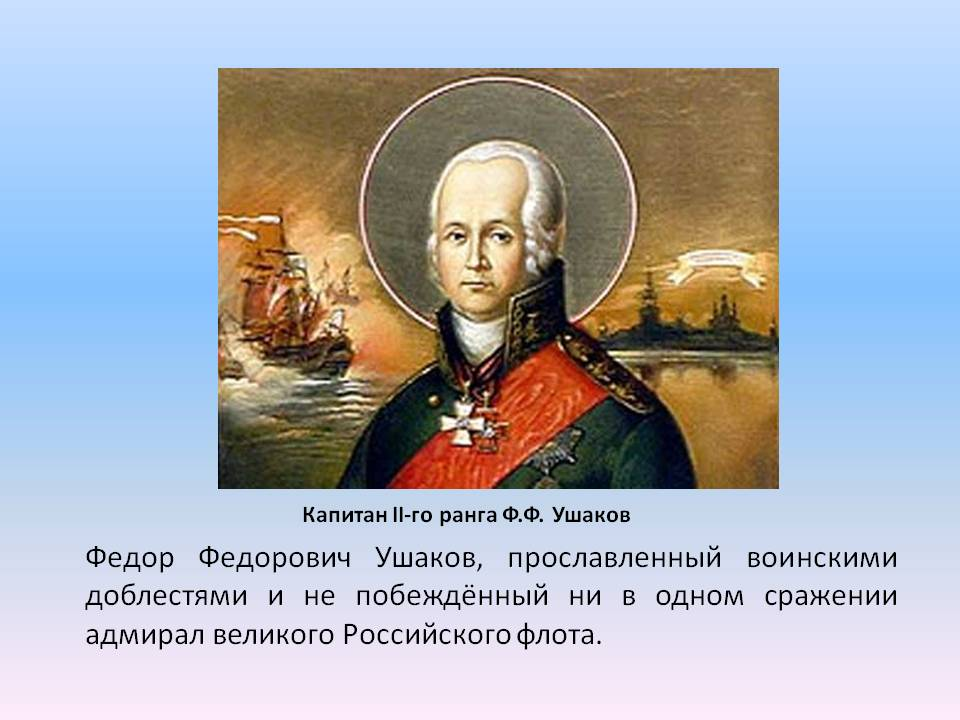 Капитан II-го ранга Ф.Ф. Ушаков
Федор Федорович Ушаков, прославленный воинскими
доблестями и не побеждённый ни в одном сражении
адмирал великого Российского флота.